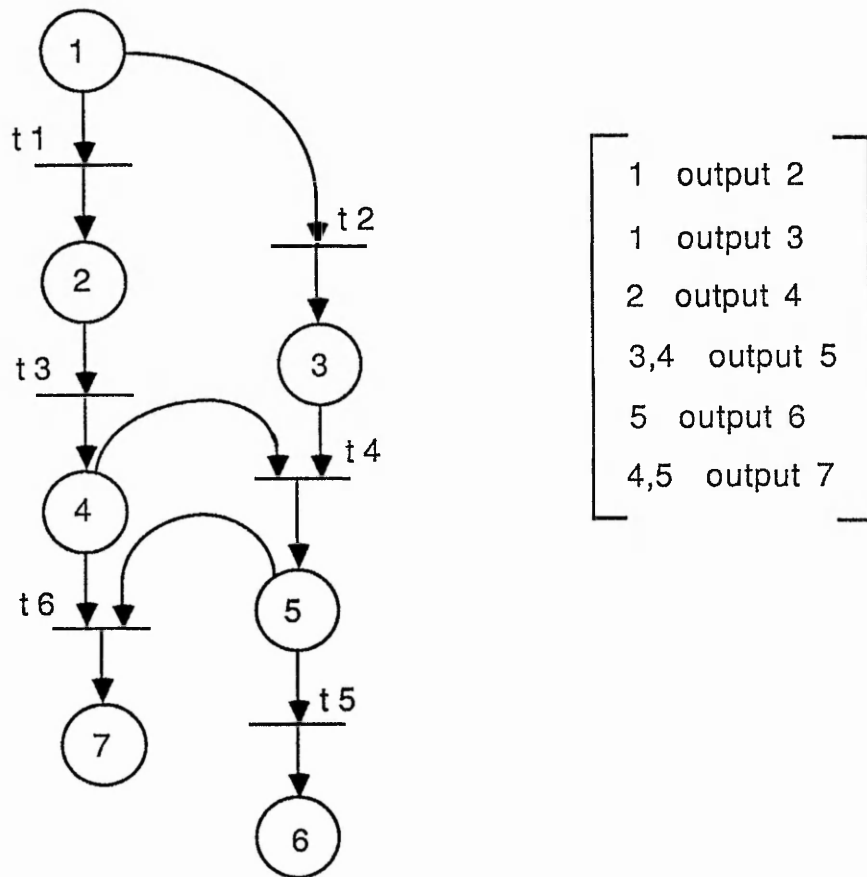 1
t 1
t 2
2
3
t 3
t 4
4
t 6
5
t 5
7
6
1 output 2
1 output 3
2 output 4
3,4 output 5
5 output 6
4,5 output 7